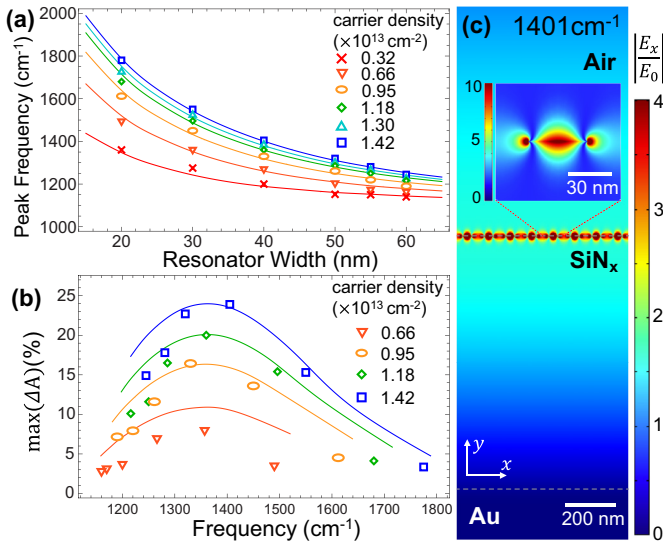 (a)
carrier density
(×10¹³ cm⁻²)
0.32
0.66
0.95
1.18
1.30
1.42
Peak Frequency (cm⁻¹)
2000
1800
1600
1400
1200
1000
20
30
40
50
60
Resonator Width (nm)
(b)
carrier density
(×10¹³ cm⁻²)
0.66
0.95
1.18
1.42
max(ΔA)(%)
25
20
15
10
5
0
1200
1300
1400
1500
1600
1700
1800
Frequency (cm⁻¹)
(c) 1401cm⁻¹
Air
10
5
0
30 nm
SiNₓ
y
x
Au
200 nm
|Eₓ|/|E₀|
4
3
2
1
0